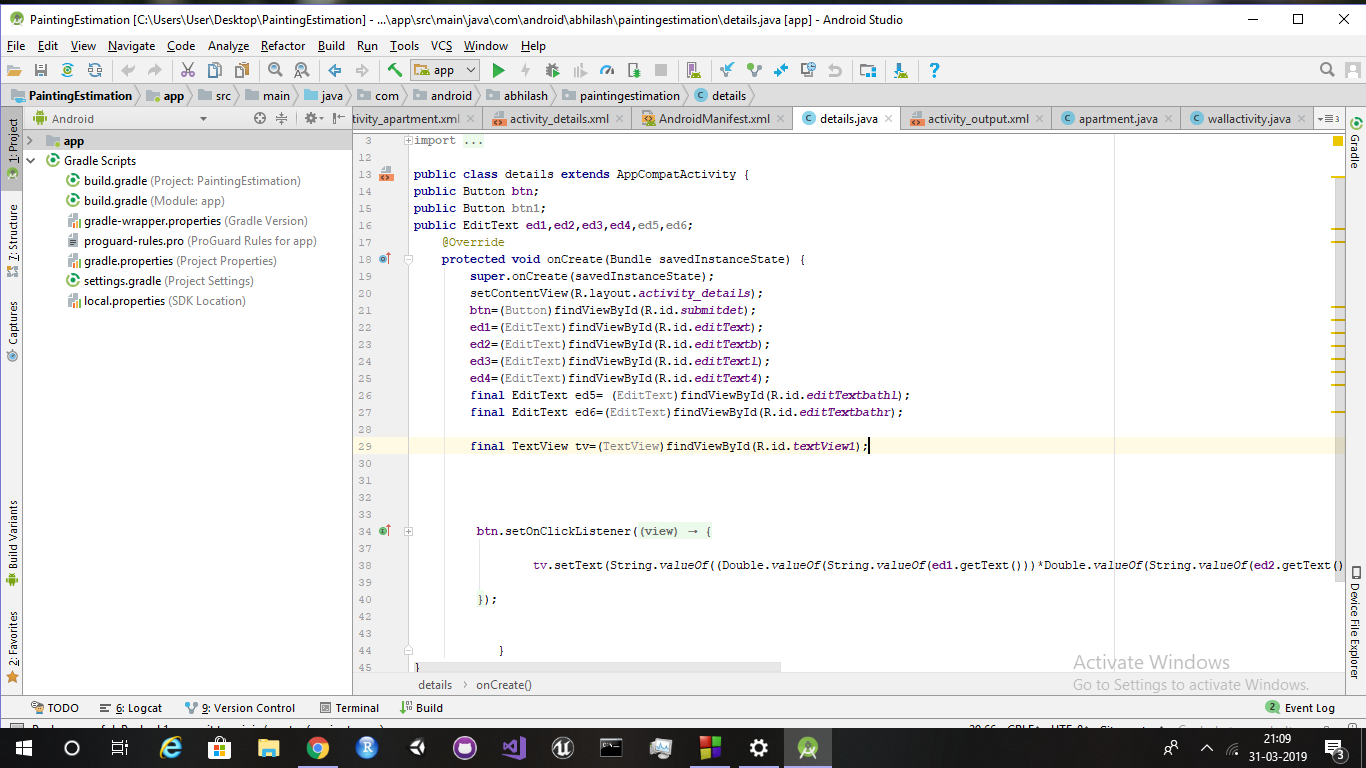 PaintingEstimation [C:\Users\User\Desktop\PaintingEstimation] - ...\app\src\main\java\com\android\abhilash\paintingestimation\details.java [app] - Android Studio
File Edit View Navigate Code Analyze Refactor Build Run Tools VCS Window Help
app
PaintingEstimation app src main java com android abhilash paintingestimation details
Android
tivity_apartment.xml activity_details.xml AndroidManifest.xml details.java activity_output.xml apartment.java wallactivity.java 3
1: Project
7: Structure
Captures
Build Variants
2: Favorites
app
Gradle Scripts
build.gradle (Project: PaintingEstimation)
build.gradle (Module: app)
gradle-wrapper.properties (Gradle Version)
proguard-rules.pro (ProGuard Rules for app)
gradle.properties (Project Properties)
settings.gradle (Project Settings)
local.properties (SDK Location)
3 import ...
12
13 public class details extends AppCompatActivity {
14 public Button btn;
15 public Button btn1;
16 public EditText ed1,ed2,ed3,ed4,ed5,ed6;
17 @Override
18 protected void onCreate(Bundle savedInstanceState) {
19 super.onCreate(savedInstanceState);
20 setContentView(R.layout.activity_details);
21 btn=(Button)findViewById(R.id.submitdet);
22 ed1=(EditText)findViewById(R.id.editText);
23 ed2=(EditText)findViewById(R.id.editTextb);
24 ed3=(EditText)findViewById(R.id.editTextl);
25 ed4=(EditText)findViewById(R.id.editText4);
26 final EditText ed5= (EditText)findViewById(R.id.editTextbathl);
27 final EditText ed6=(EditText)findViewById(R.id.editTextbathr);
28
29 final TextView tv=(TextView)findViewById(R.id.textView1);
30
31
32
33
34 btn.setOnClickListener((view) → {
37
38 tv.setText(String.valueOf((Double.valueOf(String.valueOf(ed1.getText()))*Double.valueOf(String.valueOf(ed2.getText()
39
40 });
42
43
44 }
45 }
Gradle
Device File Explorer
Activate Windows
Go to Settings to activate Windows.
details onCreate()
TODO 6: Logcat 9: Version Control Terminal Build 2 Event Log
21:09
31-03-2019
3